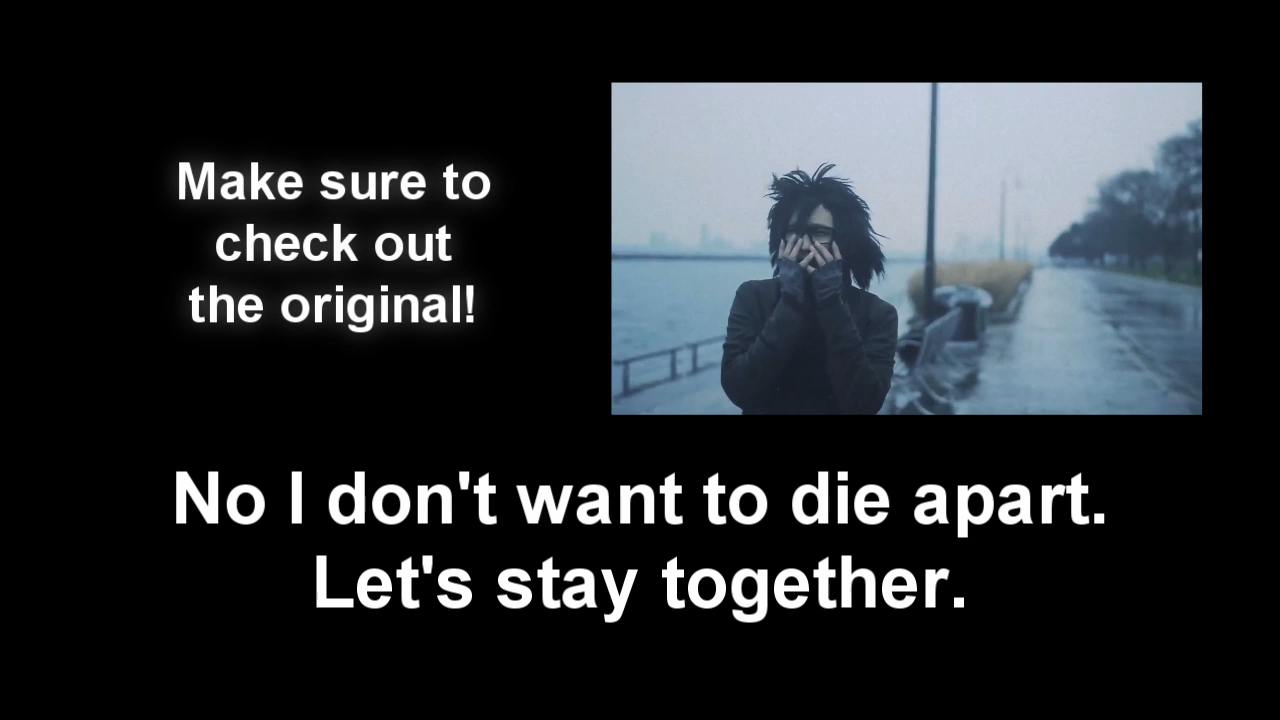 Make sure to
check out
the original!
No I don't want to die apart.
Let's stay together.